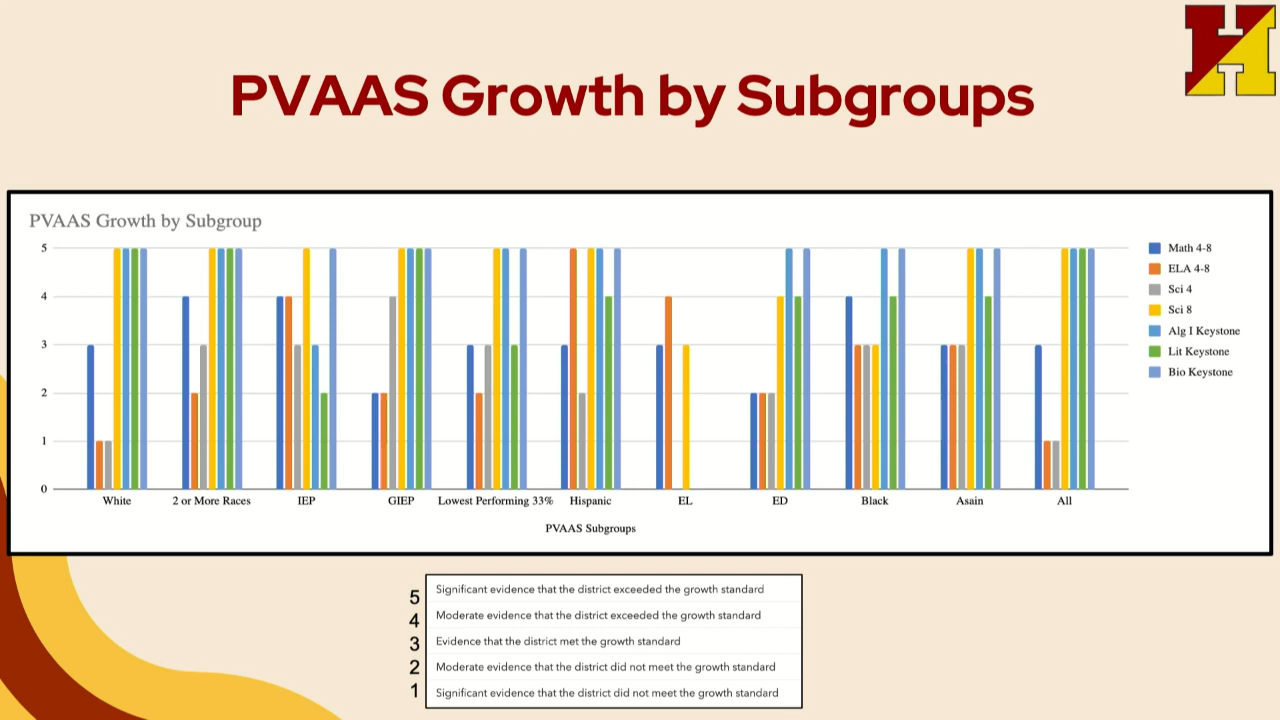 H
PVAAS Growth by Subgroups
PVAAS Growth by Subgroup
5
4
3
2
1
0
White 2 or More Races IEP GIEP Lowest Performing 33% Hispanic EL ED Black Asain All
PVAAS Subgroups
Math 4-8
ELA 4-8
Sci 4
Sci 8
Alg I Keystone
Lit Keystone
Bio Keystone
5 Significant evidence that the district exceeded the growth standard
4 Moderate evidence that the district exceeded the growth standard
3 Evidence that the district met the growth standard
2 Moderate evidence that the district did not meet the growth standard
1 Significant evidence that the district did not meet the growth standard